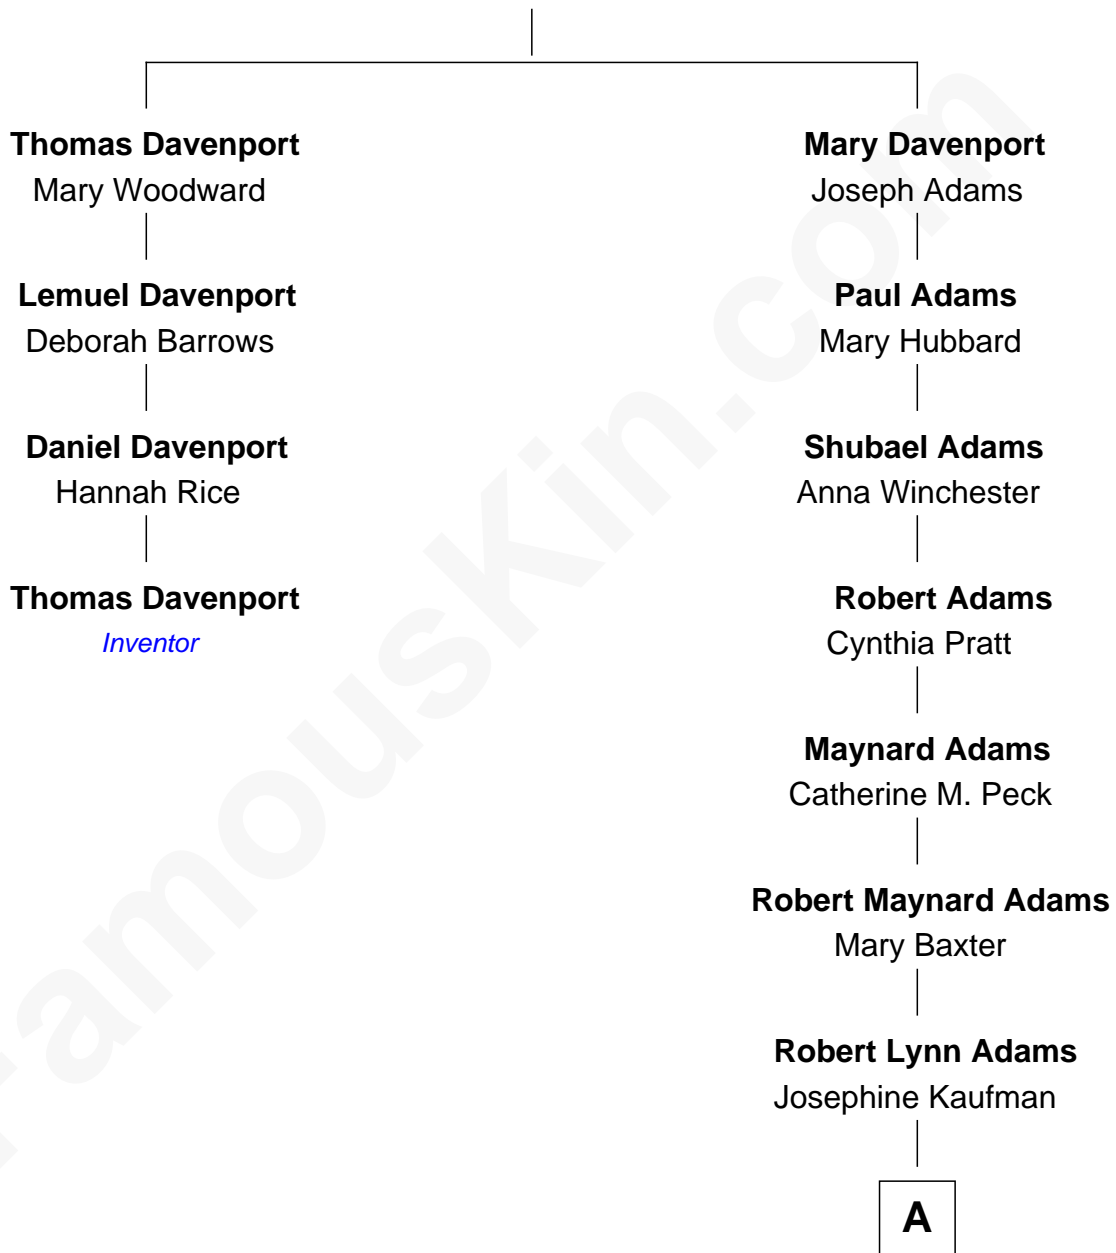 Thomas Davenport
Mary Woodward
Lemuel Davenport
Deborah Barrows
Daniel Davenport
Hannah Rice
Thomas Davenport
Inventor
Mary Davenport
Joseph Adams
Paul Adams
Mary Hubbard
Shubael Adams
Anna Winchester
Robert Adams
Cynthia Pratt
Maynard Adams
Catherine M. Peck
Robert Maynard Adams
Mary Baxter
Robert Lynn Adams
Josephine Kaufman
A
FamousKin.com